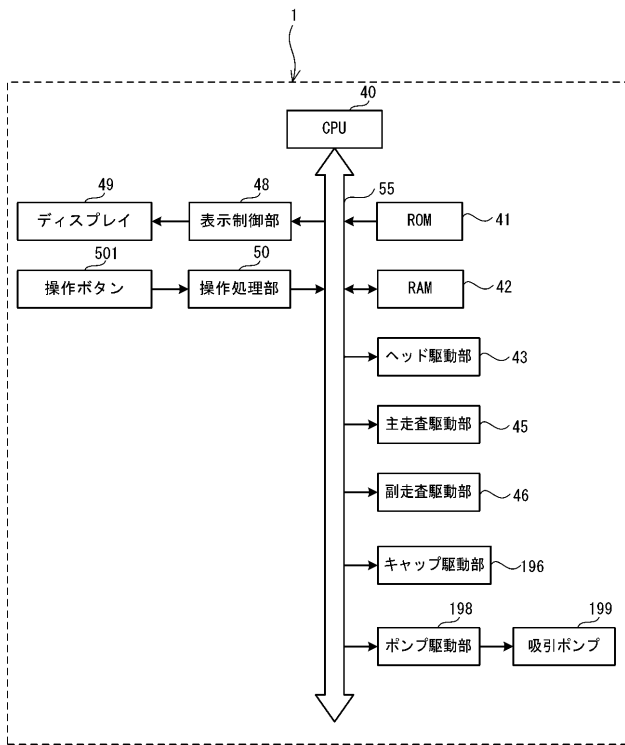 1
40
CPU
55
49
ディスプレイ
48
表示制御部
ROM
41
501
操作ボタン
50
操作処理部
RAM
42
ヘッド駆動部
43
主走査駆動部
45
副走査駆動部
46
キャップ駆動部
196
198
ポンプ駆動部
199
吸引ポンプ